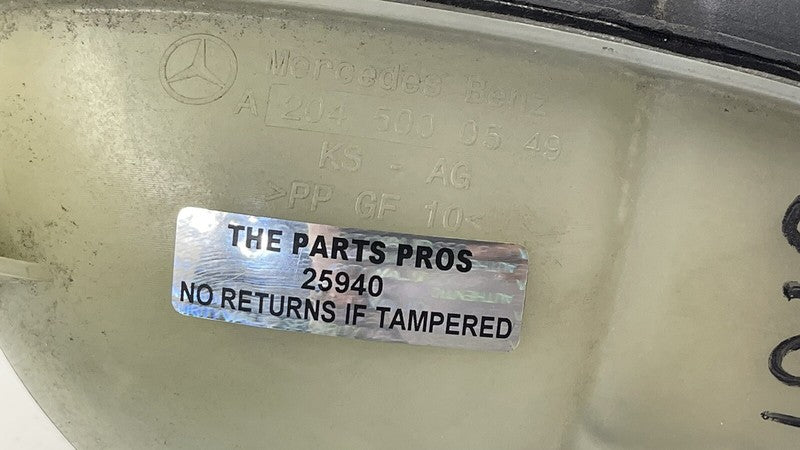 Mercedes Benz
A 204 500 05 49
KS - AG
>PP GF 10<
THE PARTS PROS
25940
NO RETURNS IF TAMPERED